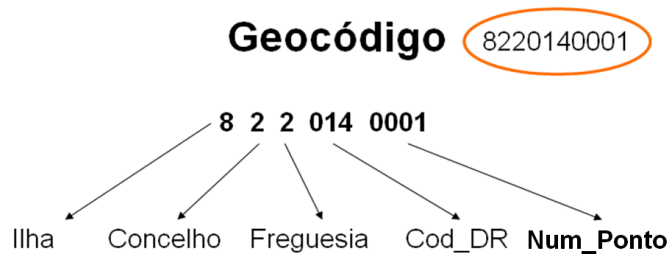 Geocódigo 8220140001
8 2 2 014 0001
Ilha Concelho Freguesia Cod_DR Num_Ponto